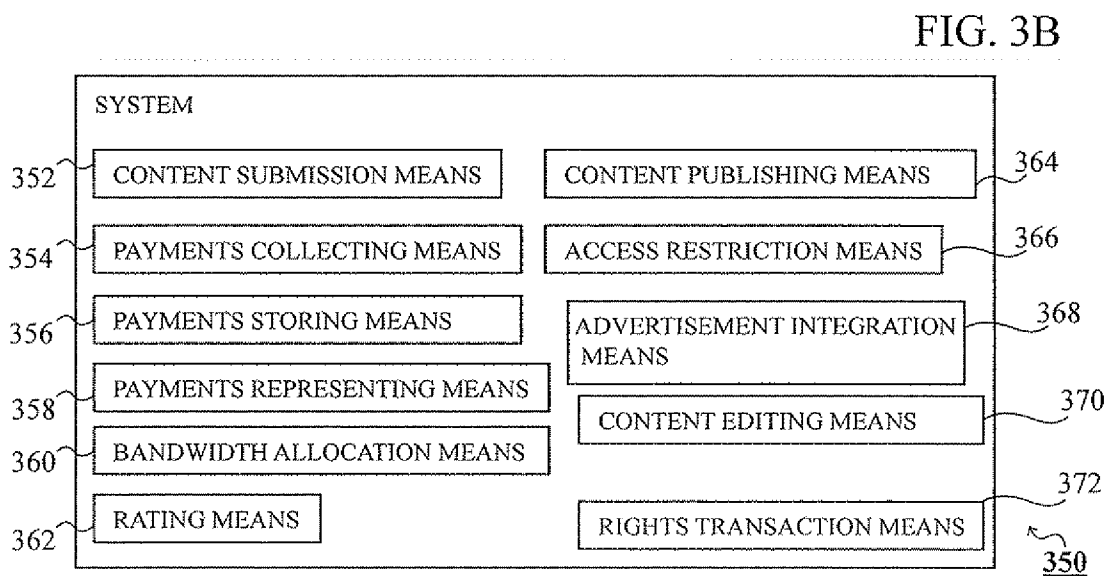 FIG. 3B
SYSTEM
352 CONTENT SUBMISSION MEANS
CONTENT PUBLISHING MEANS 364
354 PAYMENTS COLLECTING MEANS
ACCESS RESTRICTION MEANS 366
356 PAYMENTS STORING MEANS
ADVERTISEMENT INTEGRATION 368
MEANS
358 PAYMENTS REPRESENTING MEANS
CONTENT EDITING MEANS 370
360 BANDWIDTH ALLOCATION MEANS
362 RATING MEANS
RIGHTS TRANSACTION MEANS 372
350